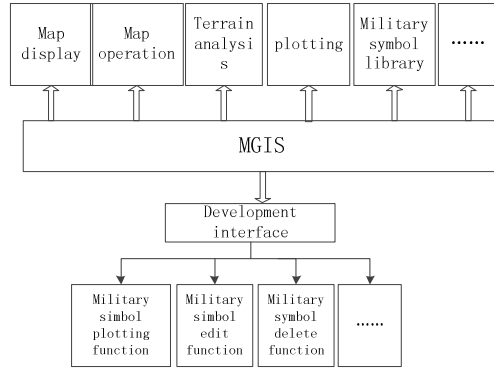 Map
display
Map
operation
Terrain
analysi
s
plotting
Military
symbol
library
……
MGIS
Development
interface
Military
simbol
plotting
function
Military
simbol
edit
function
Military
symbol
delete
function
……